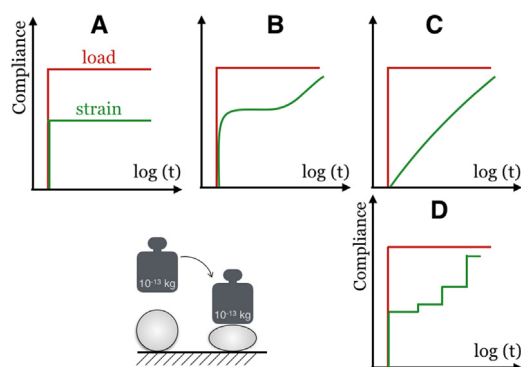 A
B
C
Compliance
load
strain
log (t)
log (t)
log (t)
D
Compliance
log (t)
10⁻¹³ kg
10⁻¹³ kg